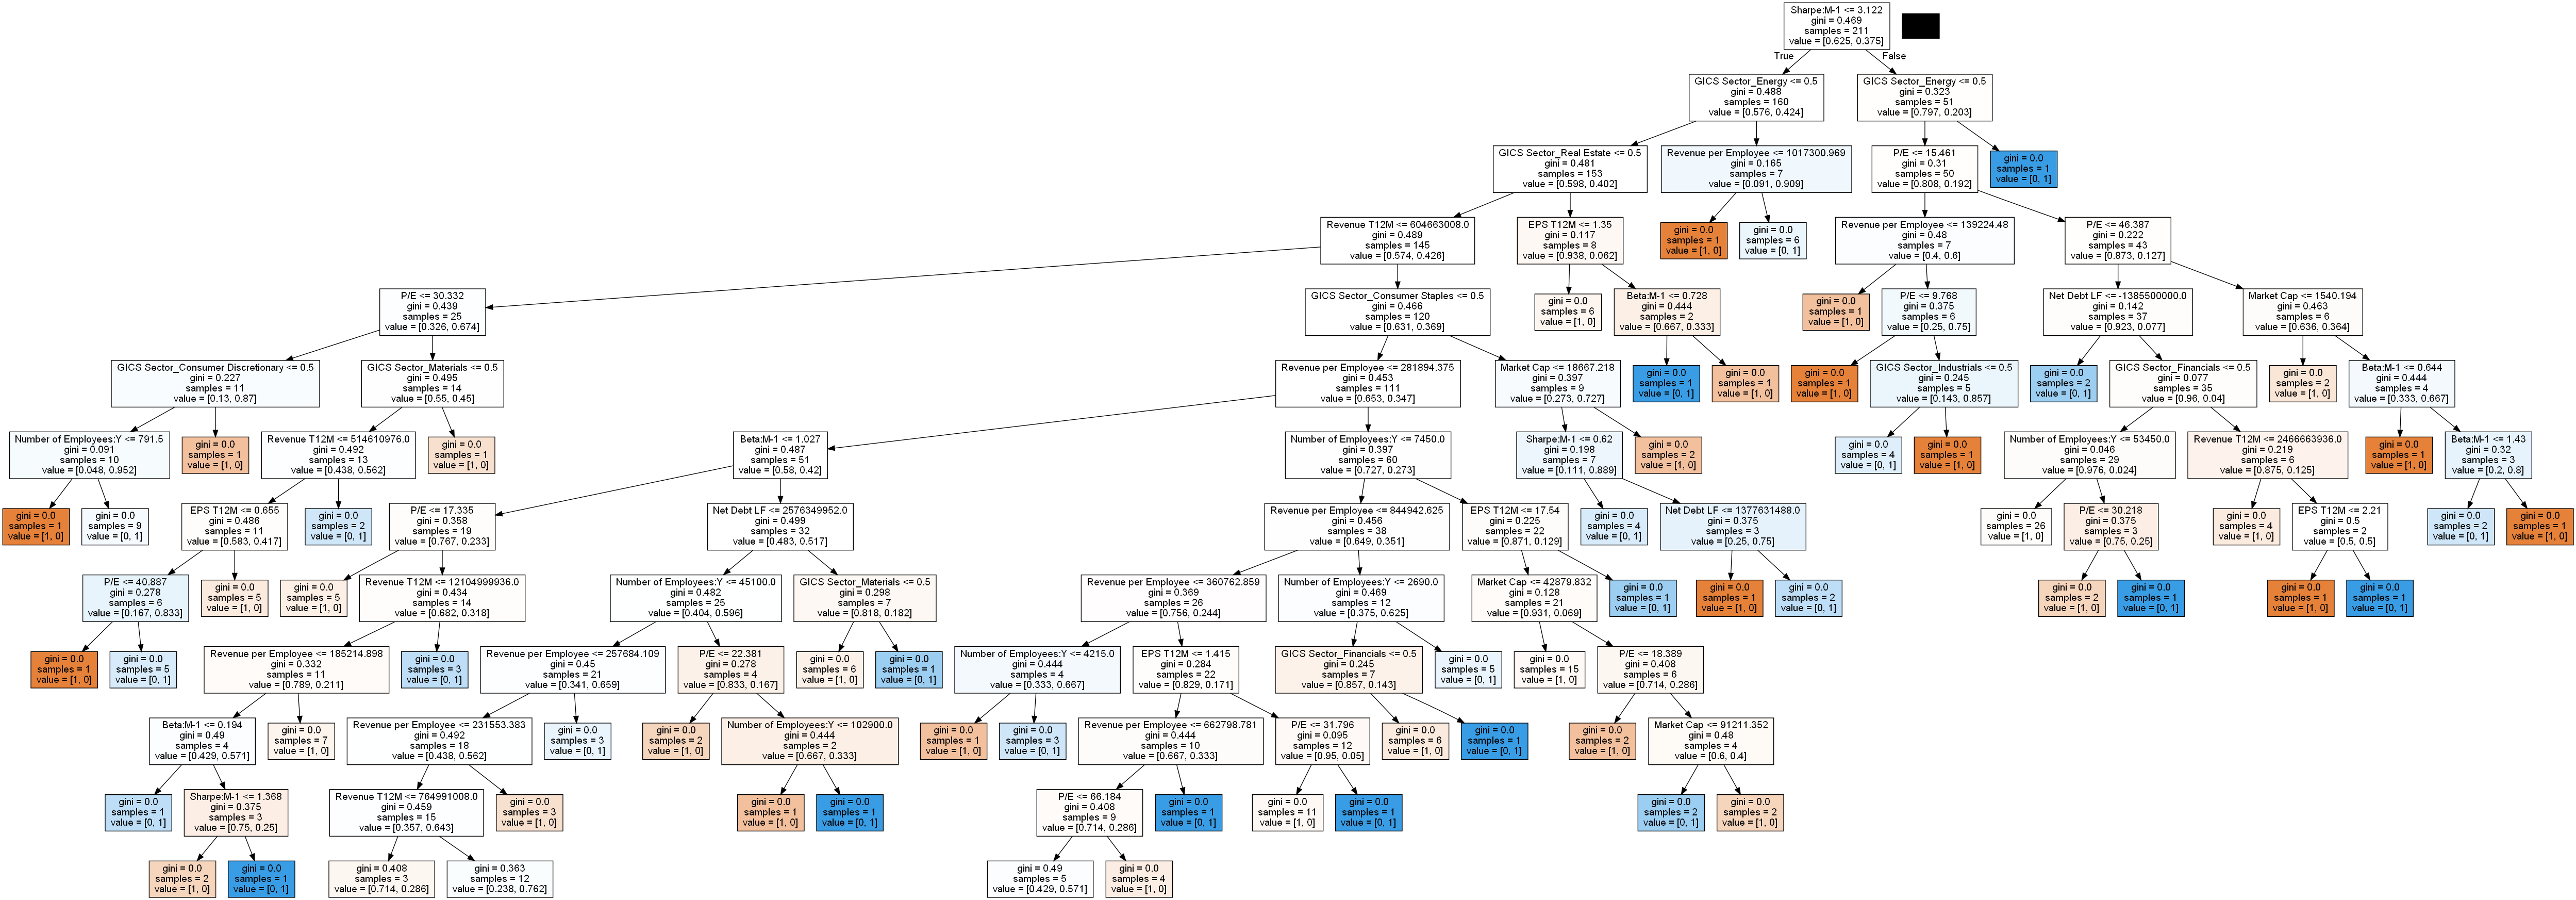 Sharpe:M-1 <= 3.122
gini = 0.469
samples = 211
value = [0.625, 0.375]
True
False
GICS Sector_Energy <= 0.5
gini = 0.488
samples = 160
value = [0.576, 0.424]
GICS Sector_Energy <= 0.5
gini = 0.323
samples = 51
value = [0.797, 0.203]
GICS Sector_Real Estate <= 0.5
gini = 0.481
samples = 153
value = [0.598, 0.402]
Revenue per Employee <= 1017300.969
gini = 0.165
samples = 7
value = [0.091, 0.909]
P/E <= 15.461
gini = 0.31
samples = 50
value = [0.808, 0.192]
gini = 0.0
samples = 1
value = [0, 1]
Revenue T12M <= 604663008.0
gini = 0.489
samples = 145
value = [0.574, 0.426]
EPS T12M <= 1.35
gini = 0.117
samples = 8
value = [0.938, 0.062]
gini = 0.0
samples = 1
value = [1, 0]
gini = 0.0
samples = 6
value = [0, 1]
Revenue per Employee <= 139224.48
gini = 0.48
samples = 7
value = [0.4, 0.6]
P/E <= 46.387
gini = 0.222
samples = 43
value = [0.873, 0.127]
P/E <= 30.332
gini = 0.439
samples = 25
value = [0.326, 0.674]
GICS Sector_Consumer Staples <= 0.5
gini = 0.466
samples = 120
value = [0.631, 0.369]
gini = 0.0
samples = 6
value = [1, 0]
Beta:M-1 <= 0.728
gini = 0.444
samples = 2
value = [0.667, 0.333]
gini = 0.0
samples = 1
value = [1, 0]
P/E <= 9.768
gini = 0.375
samples = 6
value = [0.25, 0.75]
Net Debt LF <= -1385500000.0
gini = 0.142
samples = 37
value = [0.923, 0.077]
Market Cap <= 1540.194
gini = 0.463
samples = 6
value = [0.636, 0.364]
GICS Sector_Consumer Discretionary <= 0.5
gini = 0.227
samples = 11
value = [0.13, 0.87]
GICS Sector_Materials <= 0.5
gini = 0.495
samples = 14
value = [0.55, 0.45]
Revenue per Employee <= 281894.375
gini = 0.453
samples = 111
value = [0.653, 0.347]
Market Cap <= 18667.218
gini = 0.397
samples = 9
value = [0.273, 0.727]
gini = 0.0
samples = 1
value = [0, 1]
gini = 0.0
samples = 1
value = [1, 0]
gini = 0.0
samples = 1
value = [1, 0]
GICS Sector_Industrials <= 0.5
gini = 0.245
samples = 5
value = [0.143, 0.857]
gini = 0.0
samples = 2
value = [0, 1]
GICS Sector_Financials <= 0.5
gini = 0.077
samples = 35
value = [0.96, 0.04]
gini = 0.0
samples = 2
value = [1, 0]
Beta:M-1 <= 0.644
gini = 0.444
samples = 4
value = [0.333, 0.667]
Number of Employees:Y <= 791.5
gini = 0.091
samples = 10
value = [0.048, 0.952]
gini = 0.0
samples = 1
value = [1, 0]
Revenue T12M <= 514610976.0
gini = 0.492
samples = 13
value = [0.438, 0.562]
gini = 0.0
samples = 1
value = [1, 0]
Beta:M-1 <= 1.027
gini = 0.487
samples = 51
value = [0.58, 0.42]
Number of Employees:Y <= 7450.0
gini = 0.397
samples = 60
value = [0.727, 0.273]
Sharpe:M-1 <= 0.62
gini = 0.198
samples = 7
value = [0.111, 0.889]
gini = 0.0
samples = 2
value = [1, 0]
gini = 0.0
samples = 4
value = [0, 1]
gini = 0.0
samples = 1
value = [1, 0]
Number of Employees:Y <= 53450.0
gini = 0.046
samples = 29
value = [0.976, 0.024]
Revenue T12M <= 2466663936.0
gini = 0.219
samples = 6
value = [0.875, 0.125]
gini = 0.0
samples = 1
value = [1, 0]
Beta:M-1 <= 1.43
gini = 0.32
samples = 3
value = [0.2, 0.8]
gini = 0.0
samples = 1
value = [1, 0]
gini = 0.0
samples = 9
value = [0, 1]
EPS T12M <= 0.655
gini = 0.486
samples = 11
value = [0.583, 0.417]
gini = 0.0
samples = 2
value = [0, 1]
P/E <= 17.335
gini = 0.358
samples = 19
value = [0.767, 0.233]
Net Debt LF <= 2576349952.0
gini = 0.499
samples = 32
value = [0.483, 0.517]
Revenue per Employee <= 844942.625
gini = 0.456
samples = 38
value = [0.649, 0.351]
EPS T12M <= 17.54
gini = 0.225
samples = 22
value = [0.871, 0.129]
gini = 0.0
samples = 4
value = [0, 1]
Net Debt LF <= 1377631488.0
gini = 0.375
samples = 3
value = [0.25, 0.75]
gini = 0.0
samples = 26
value = [1, 0]
P/E <= 30.218
gini = 0.375
samples = 3
value = [0.75, 0.25]
gini = 0.0
samples = 4
value = [1, 0]
EPS T12M <= 2.21
gini = 0.5
samples = 2
value = [0.5, 0.5]
gini = 0.0
samples = 2
value = [0, 1]
gini = 0.0
samples = 1
value = [1, 0]
P/E <= 40.887
gini = 0.278
samples = 6
value = [0.167, 0.833]
gini = 0.0
samples = 5
value = [1, 0]
gini = 0.0
samples = 5
value = [1, 0]
Revenue T12M <= 12104999936.0
gini = 0.434
samples = 14
value = [0.682, 0.318]
Number of Employees:Y <= 45100.0
gini = 0.482
samples = 25
value = [0.404, 0.596]
GICS Sector_Materials <= 0.5
gini = 0.298
samples = 7
value = [0.818, 0.182]
Revenue per Employee <= 360762.859
gini = 0.369
samples = 26
value = [0.756, 0.244]
Number of Employees:Y <= 2690.0
gini = 0.469
samples = 12
value = [0.375, 0.625]
Market Cap <= 42879.832
gini = 0.128
samples = 21
value = [0.931, 0.069]
gini = 0.0
samples = 1
value = [0, 1]
gini = 0.0
samples = 1
value = [1, 0]
gini = 0.0
samples = 2
value = [0, 1]
gini = 0.0
samples = 2
value = [1, 0]
gini = 0.0
samples = 1
value = [0, 1]
gini = 0.0
samples = 1
value = [1, 0]
gini = 0.0
samples = 1
value = [0, 1]
gini = 0.0
samples = 1
value = [1, 0]
gini = 0.0
samples = 5
value = [0, 1]
Revenue per Employee <= 185214.898
gini = 0.332
samples = 11
value = [0.789, 0.211]
gini = 0.0
samples = 3
value = [0, 1]
Revenue per Employee <= 257684.109
gini = 0.45
samples = 21
value = [0.341, 0.659]
P/E <= 22.381
gini = 0.278
samples = 4
value = [0.833, 0.167]
gini = 0.0
samples = 6
value = [1, 0]
gini = 0.0
samples = 1
value = [0, 1]
Number of Employees:Y <= 4215.0
gini = 0.444
samples = 4
value = [0.333, 0.667]
EPS T12M <= 1.415
gini = 0.284
samples = 22
value = [0.829, 0.171]
GICS Sector_Financials <= 0.5
gini = 0.245
samples = 7
value = [0.857, 0.143]
gini = 0.0
samples = 5
value = [0, 1]
gini = 0.0
samples = 15
value = [1, 0]
P/E <= 18.389
gini = 0.408
samples = 6
value = [0.714, 0.286]
Beta:M-1 <= 0.194
gini = 0.49
samples = 4
value = [0.429, 0.571]
gini = 0.0
samples = 7
value = [1, 0]
Revenue per Employee <= 231553.383
gini = 0.492
samples = 18
value = [0.438, 0.562]
gini = 0.0
samples = 3
value = [0, 1]
gini = 0.0
samples = 2
value = [1, 0]
Number of Employees:Y <= 102900.0
gini = 0.444
samples = 2
value = [0.667, 0.333]
gini = 0.0
samples = 1
value = [1, 0]
gini = 0.0
samples = 3
value = [0, 1]
Revenue per Employee <= 662798.781
gini = 0.444
samples = 10
value = [0.667, 0.333]
P/E <= 31.796
gini = 0.095
samples = 12
value = [0.95, 0.05]
gini = 0.0
samples = 6
value = [1, 0]
gini = 0.0
samples = 1
value = [0, 1]
gini = 0.0
samples = 2
value = [1, 0]
Market Cap <= 91211.352
gini = 0.48
samples = 4
value = [0.6, 0.4]
gini = 0.0
samples = 1
value = [0, 1]
Sharpe:M-1 <= 1.368
gini = 0.375
samples = 3
value = [0.75, 0.25]
Revenue T12M <= 764991008.0
gini = 0.459
samples = 15
value = [0.357, 0.643]
gini = 0.0
samples = 3
value = [1, 0]
gini = 0.0
samples = 1
value = [1, 0]
gini = 0.0
samples = 1
value = [0, 1]
P/E <= 66.184
gini = 0.408
samples = 9
value = [0.714, 0.286]
gini = 0.0
samples = 1
value = [0, 1]
gini = 0.0
samples = 11
value = [1, 0]
gini = 0.0
samples = 1
value = [0, 1]
gini = 0.0
samples = 2
value = [0, 1]
gini = 0.0
samples = 2
value = [1, 0]
gini = 0.0
samples = 2
value = [1, 0]
gini = 0.0
samples = 1
value = [0, 1]
gini = 0.408
samples = 3
value = [0.714, 0.286]
gini = 0.363
samples = 12
value = [0.238, 0.762]
gini = 0.49
samples = 5
value = [0.429, 0.571]
gini = 0.0
samples = 4
value = [1, 0]